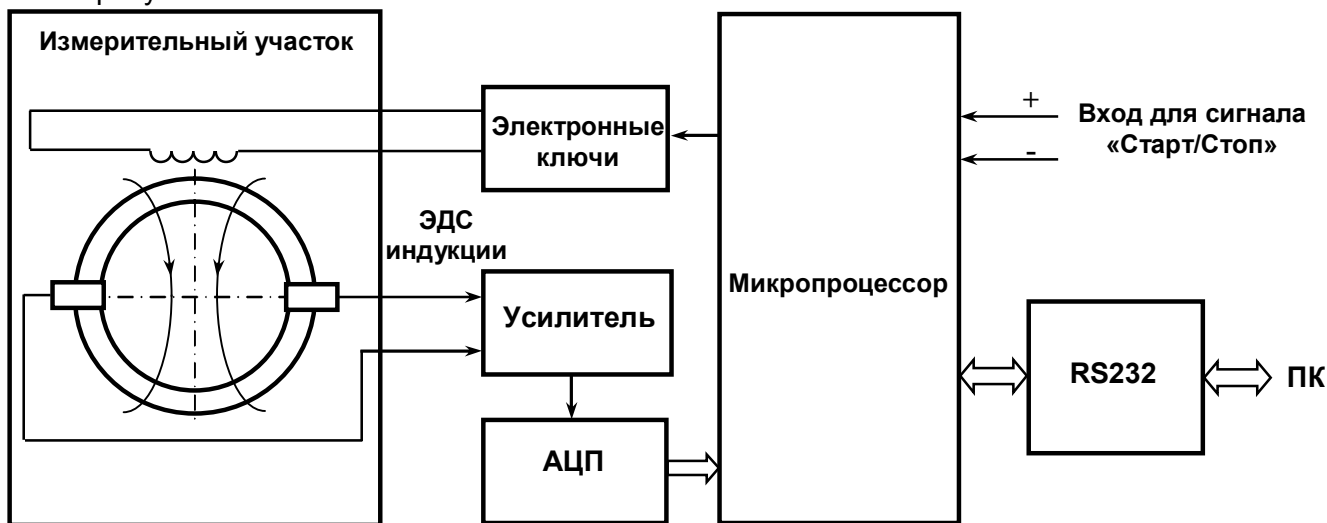 Измерительный участок
Электронные
ключи
+
-
Вход для сигнала
«Старт/Стоп»
ЭДС
индукции
Микропроцессор
Усилитель
RS232
ПК
АЦП